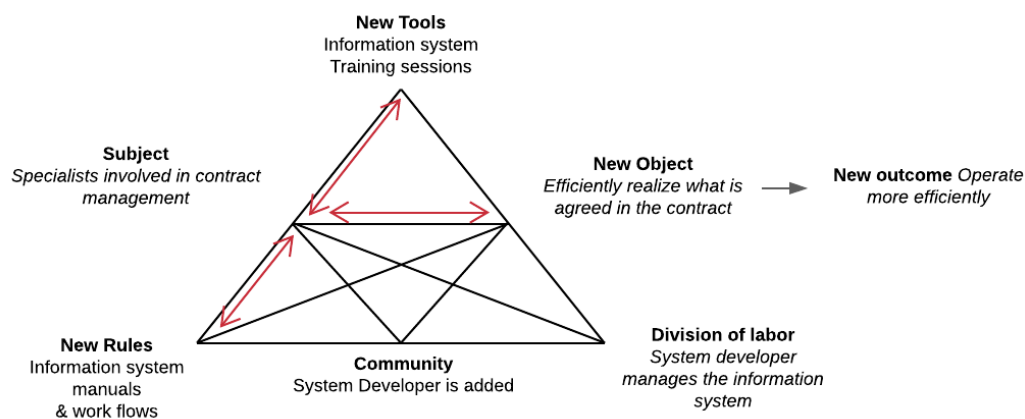 New Tools
Information system
Training sessions
Subject
Specialists involved in contract
management
New Object
Efficiently realize what is
agreed in the contract
New outcome Operate
more efficiently
New Rules
Information system
manuals
& work flows
Community
System Developer is added
Division of labor
System developer
manages the information
system